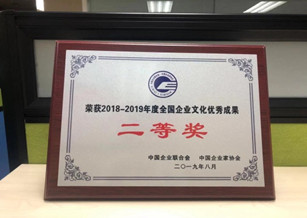 荣获2018-2019年度全国企业文化优秀成果
二等奖
中国企业联合会 中国企业家协会
二〇一九年八月